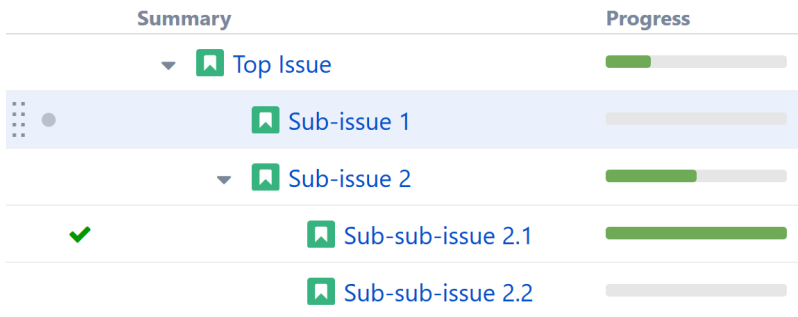 Summary Progress
Top Issue
Sub-issue 1
Sub-issue 2
Sub-sub-issue 2.1
Sub-sub-issue 2.2